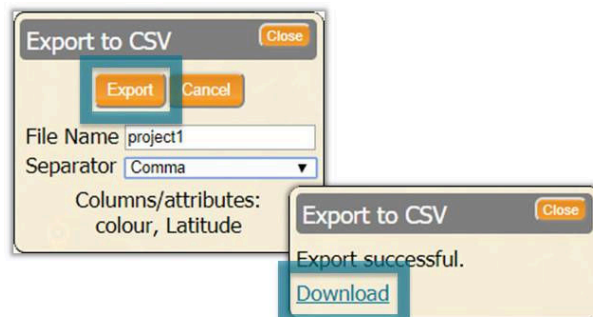 Export to CSV Close
Export Cancel
File Name project1
Separator Comma
Columns/attributes:
colour, Latitude
Export to CSV Close
Export successful.
Download